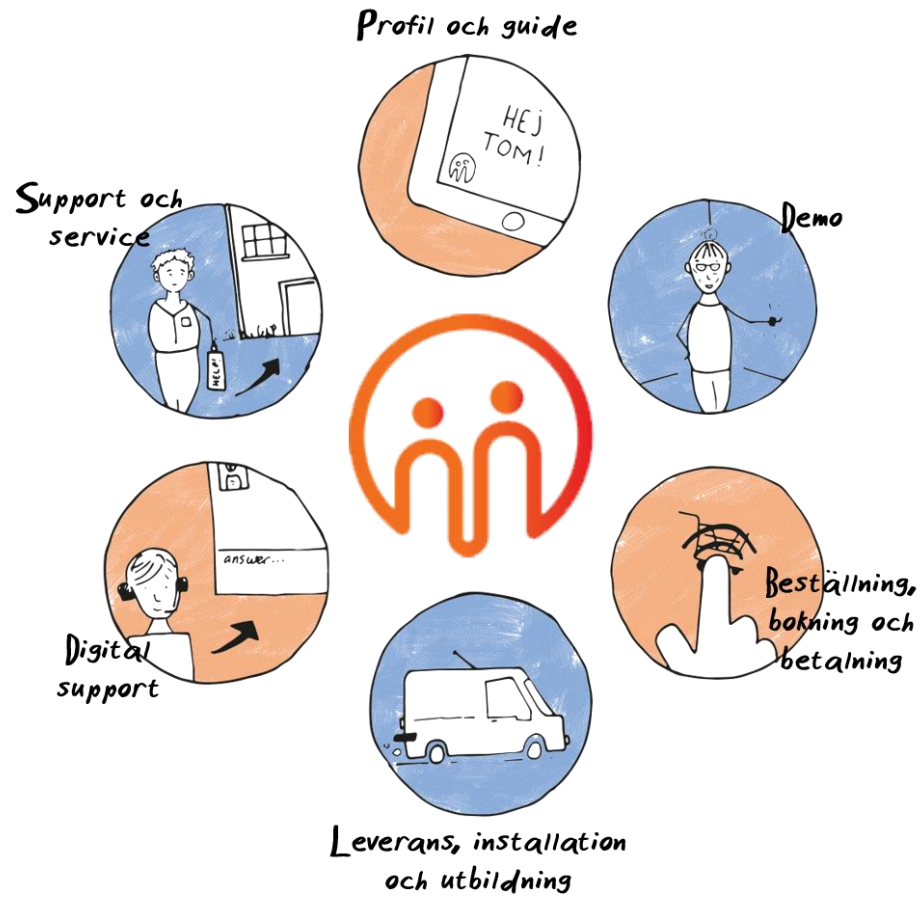 Profil och guide
HEJ
TOM!
Support och
service
HELP!
Demo
answer...
Digital
support
Beställning,
bokning och
betalning
Leverans, installation
och utbildning